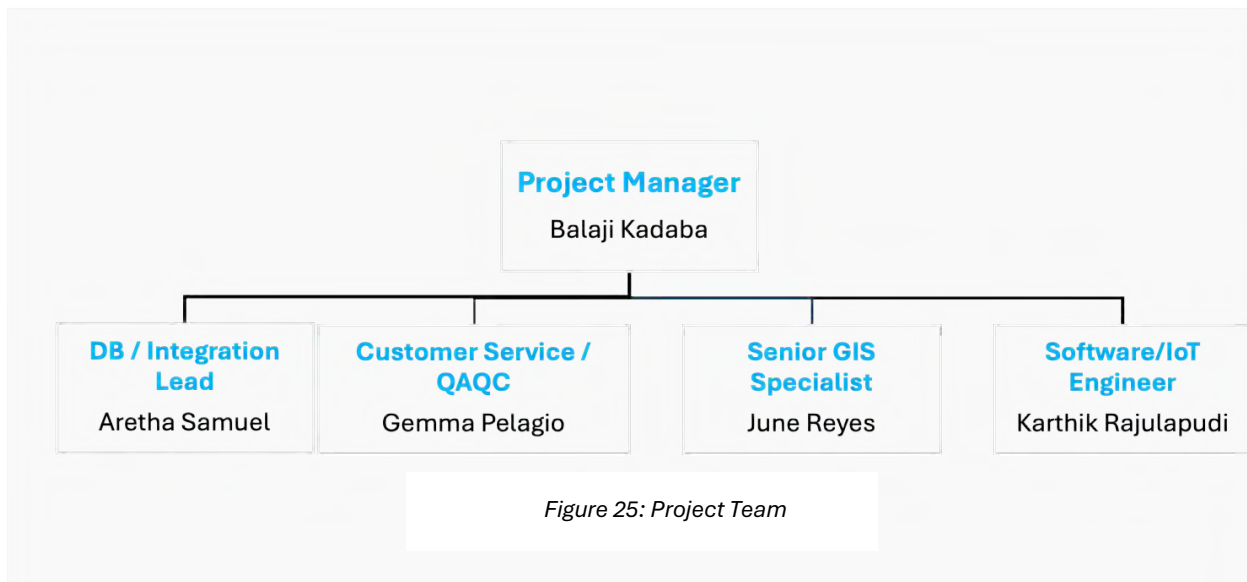 Project Manager
Balaji Kadaba
DB / Integration
Lead
Aretha Samuel
Customer Service /
QAQC
Gemma Pelagio
Senior GIS
Specialist
June Reyes
Software/IoT
Engineer
Karthik Rajulapudi
Figure 25: Project Team